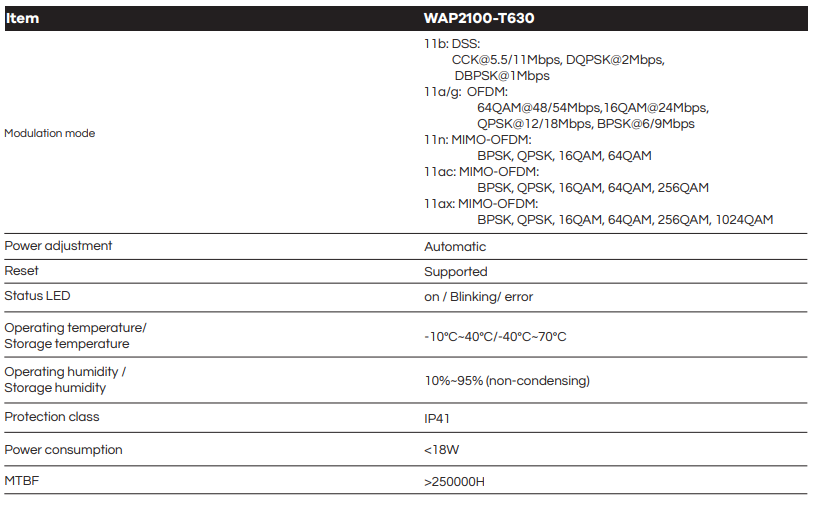 Item WAP2100-T630
Modulation mode
11b: DSS:
CCK@5.5/11Mbps, DQPSK@2Mbps,
DBPSK@1Mbps
11a/g: OFDM:
64QAM@48/54Mbps,16QAM@24Mbps,
QPSK@12/18Mbps, BPSK@6/9Mbps
11n: MIMO-OFDM:
BPSK, QPSK, 16QAM, 64QAM
11ac: MIMO-OFDM:
BPSK, QPSK, 16QAM, 64QAM, 256QAM
11ax: MIMO-OFDM:
BPSK, QPSK, 16QAM, 64QAM, 256QAM, 1024QAM
Power adjustment Automatic
Reset Supported
Status LED on / Blinking/ error
Operating temperature/
Storage temperature
-10°C~40°C/-40°C~70°C
Operating humidity /
Storage humidity
10%~95% (non-condensing)
Protection class IP41
Power consumption <18W
MTBF >250000H